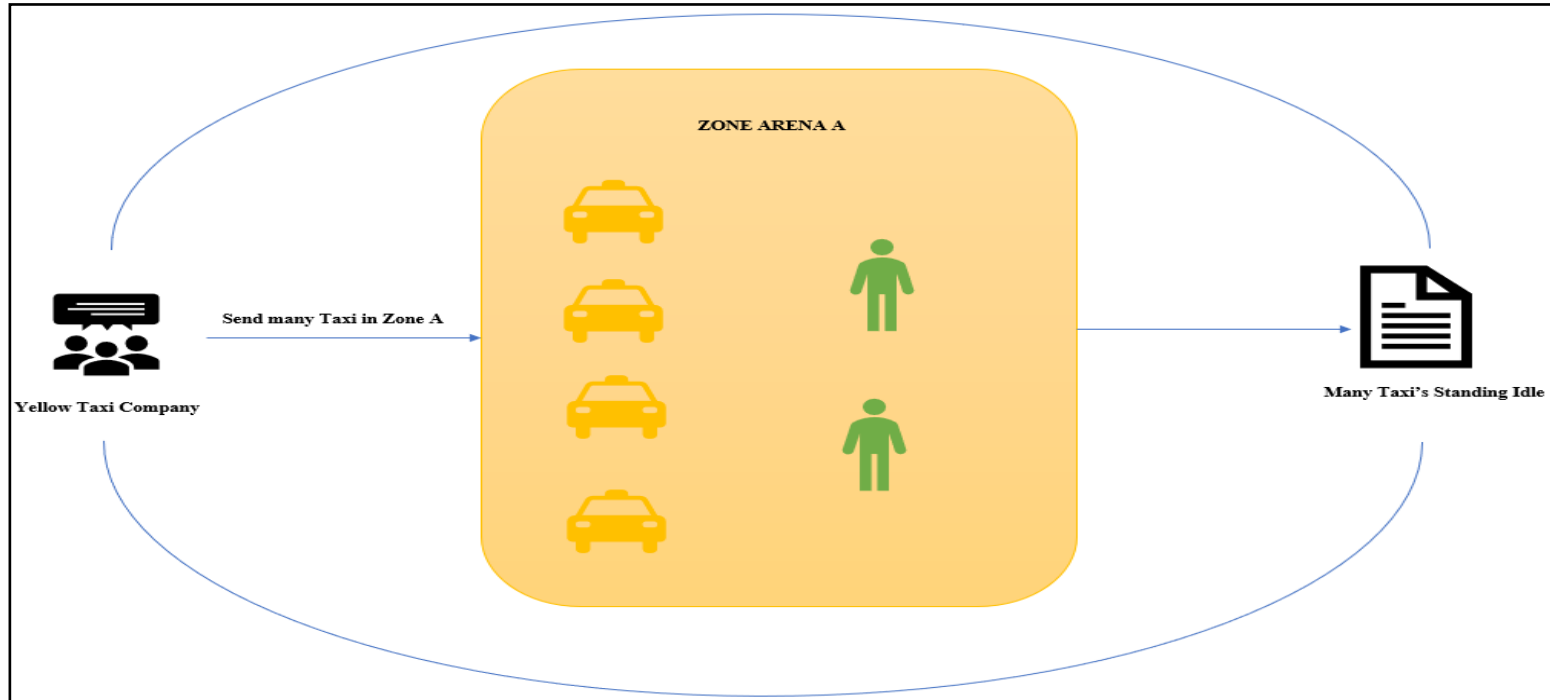 ZONE ARENA A
Send many Taxi in Zone A
Yellow Taxi Company
Many Taxi’s Standing Idle